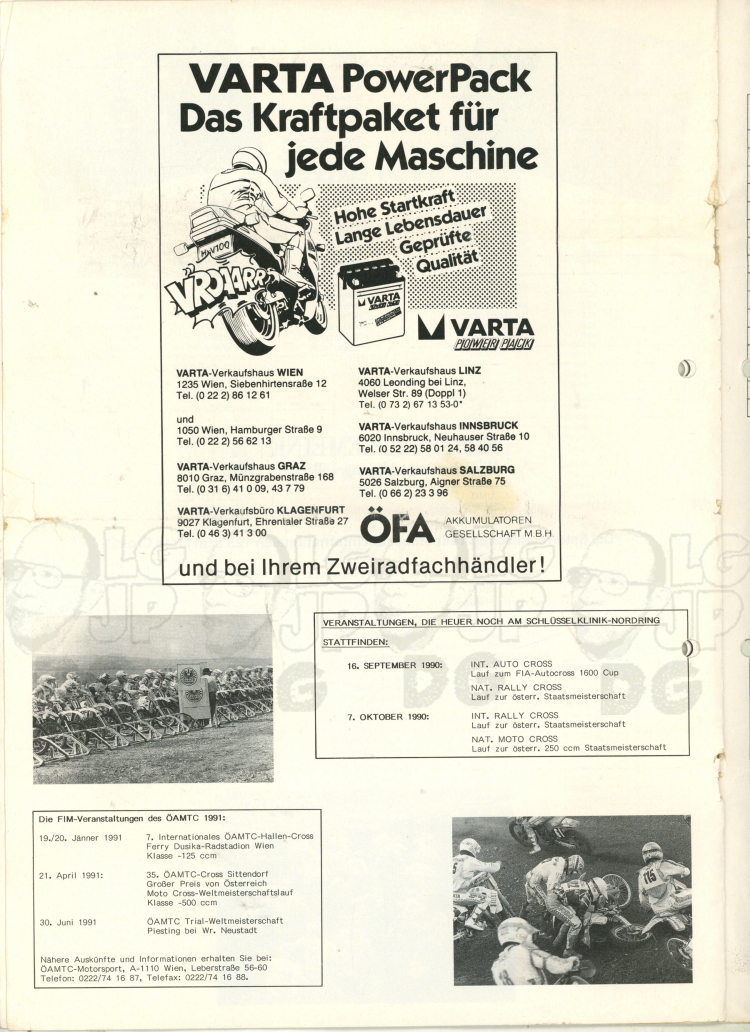 VARTA PowerPack
Das Kraftpaket für
jede Maschine
Hohe Startkraft
Lange Lebensdauer
Geprüfte
Qualität
VROAARR
VARTA
VARTA
POWER PACK
VARTA-Verkaufshaus WIEN
1235 Wien, Siebenhirtensraße 12
Tel. (0 22 2) 86 12 61
und
1050 Wien, Hamburger Straße 9
Tel. (0 22 2) 56 62 13
VARTA-Verkaufshaus GRAZ
8010 Graz, Münzgrabenstraße 168
Tel. (0 31 6) 41 0 09, 43 7 79
VARTA-Verkaufsbüro KLAGENFURT
9027 Klagenfurt, Ehrentaler Straße 27
Tel. (0 46 3) 41 3 00
VARTA-Verkaufshaus LINZ
4060 Leonding bei Linz,
Welser Str. 89 (Doppl 1)
Tel. (0 73 2) 67 13 53-0*
VARTA-Verkaufshaus INNSBRUCK
6020 Innsbruck, Neuhauser Straße 10
Tel. (0 52 22) 58 01 24, 58 40 56
VARTA-Verkaufshaus SALZBURG
5026 Salzburg, Aigner Straße 75
Tel. (0 66 2) 23 3 96
ÖFA AKKUMULATOREN
GESELLSCHAFT M.B.H.
und bei Ihrem Zweiradfachhändler!
VERANSTALTUNGEN, DIE HEUER NOCH AM SCHLÜSSELKLINIK-NORDRING
STATTFINDEN:
16. SEPTEMBER 1990: INT. AUTO CROSS
Lauf zum FIA-Autocross 1600 Cup
NAT. RALLY CROSS
Lauf zur österr. Staatsmeisterschaft
7. OKTOBER 1990: INT. RALLY CROSS
Lauf zur österr. Staatsmeisterschaft
NAT. MOTO CROSS
Lauf zur österr. 250 ccm Staatsmeisterschaft
Die FIM-Veranstaltungen des ÖAMTC 1991:
19./20. Jänner 1991 7. Internationales ÖAMTC-Hallen-Cross
Ferry Dusika-Radstadion Wien
Klasse -125 ccm
21. April 1991: 35. ÖAMTC-Cross Sittendorf
Großer Preis von Österreich
Moto Cross-Weltmeisterschaftslauf
Klasse -500 ccm
30. Juni 1991 ÖAMTC Trial-Weltmeisterschaft
Piesting bei Wr. Neustadt
Nähere Auskünfte und Informationen erhalten Sie bei:
ÖAMTC-Motorsport, A-1110 Wien, Leberstraße 56-60
Telefon: 0222/74 16 87, Telefax: 0222/74 16 88.
115
LG
JP
DOG